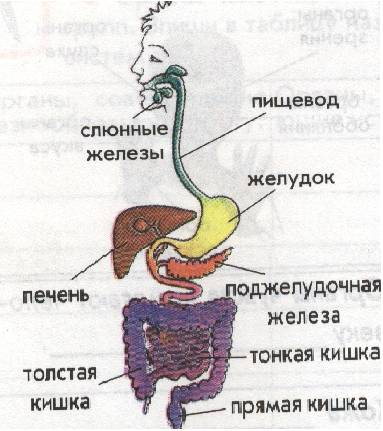 пищевод
слюнные
железы
желудок
печень
поджелудочная
железа
тонкая кишка
толстая
кишка
прямая кишка